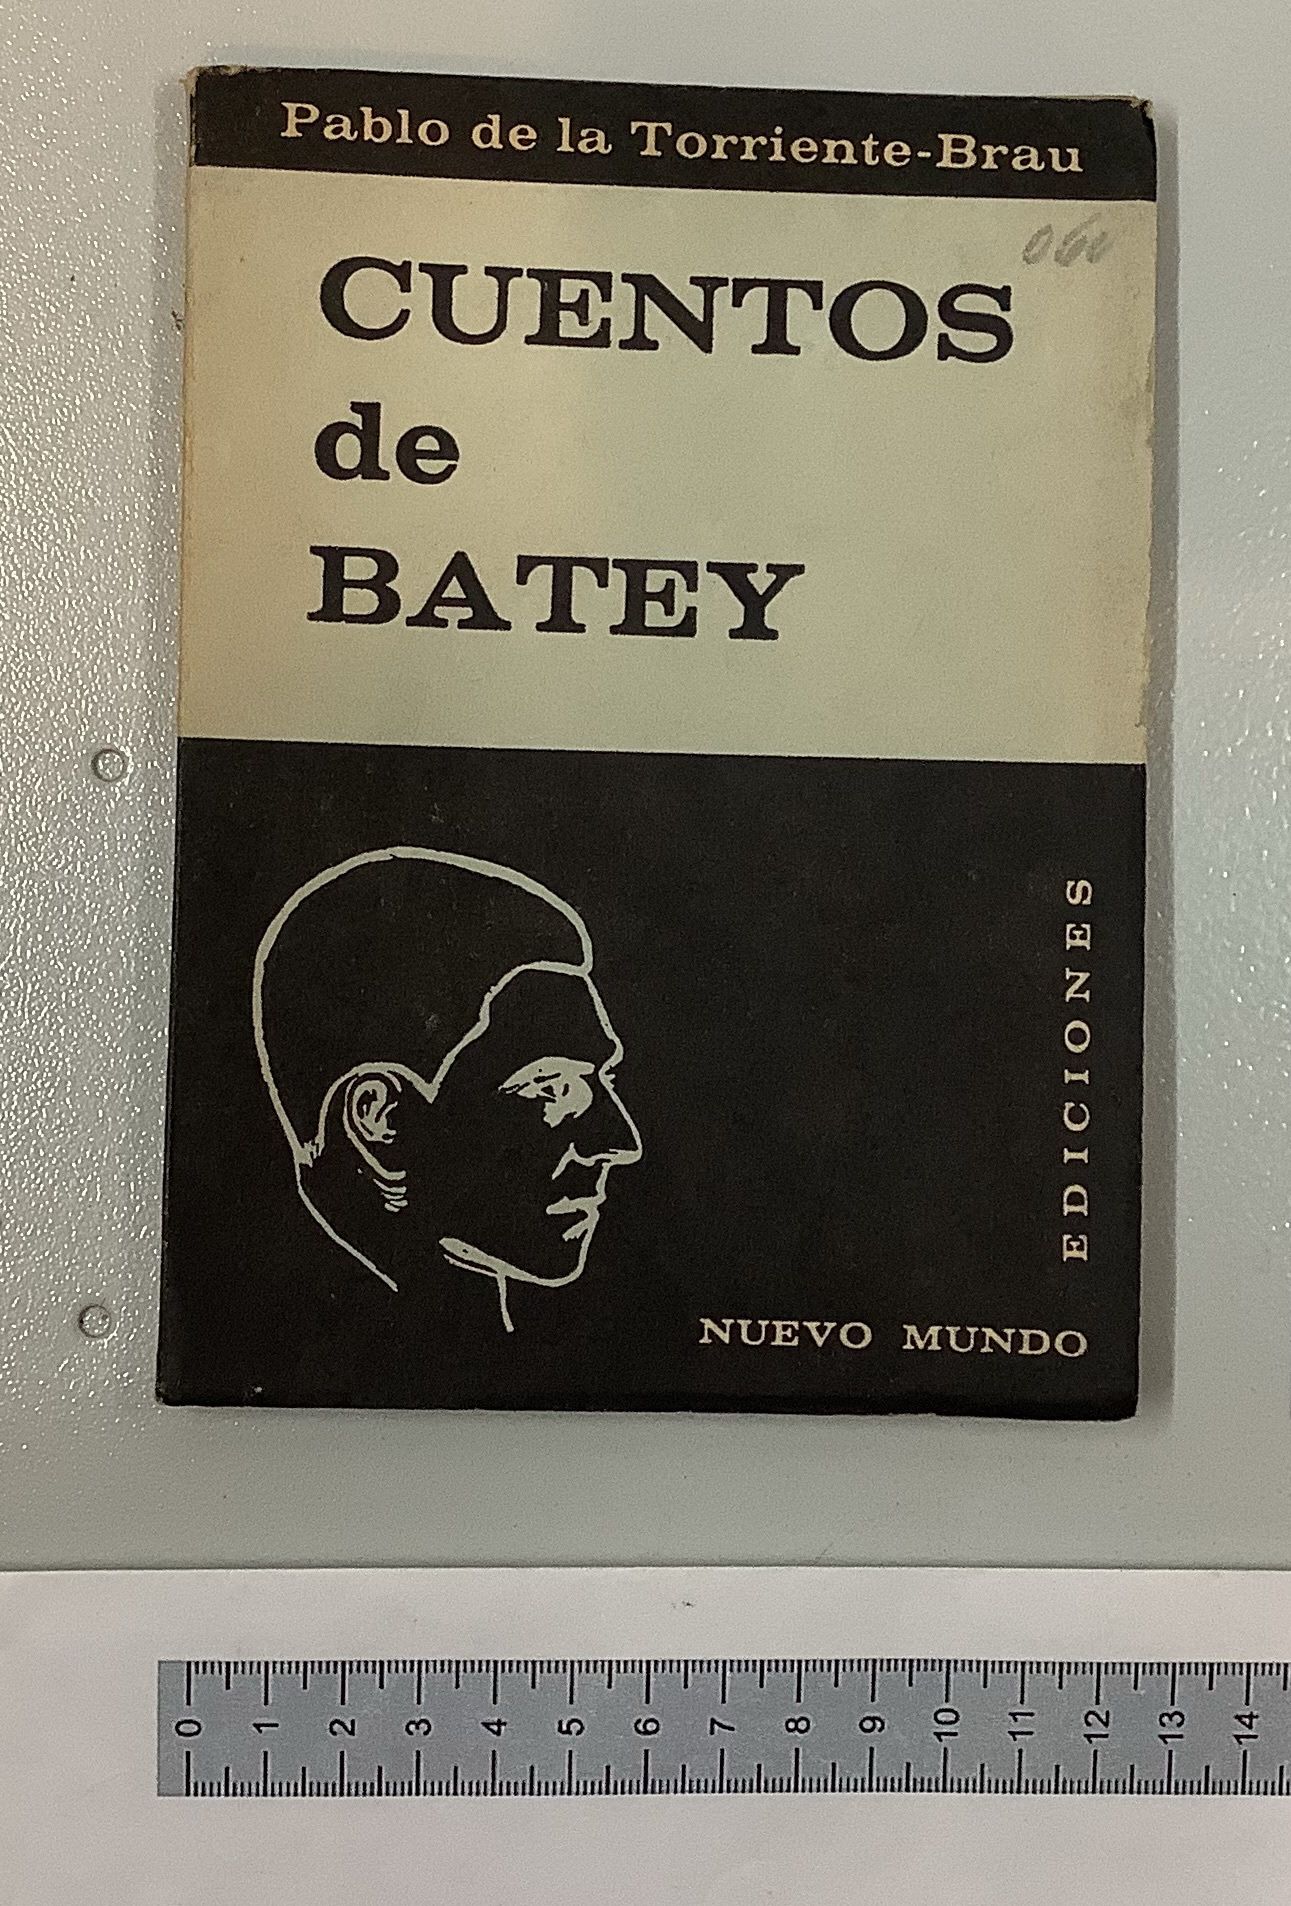 Pablo de la Torriente-Brau
CUENTOS
de
BATEY
EDICIONES
NUEVO MUNDO
0 1 2 3 4 5 6 7 8 9 10 11 12 13 14